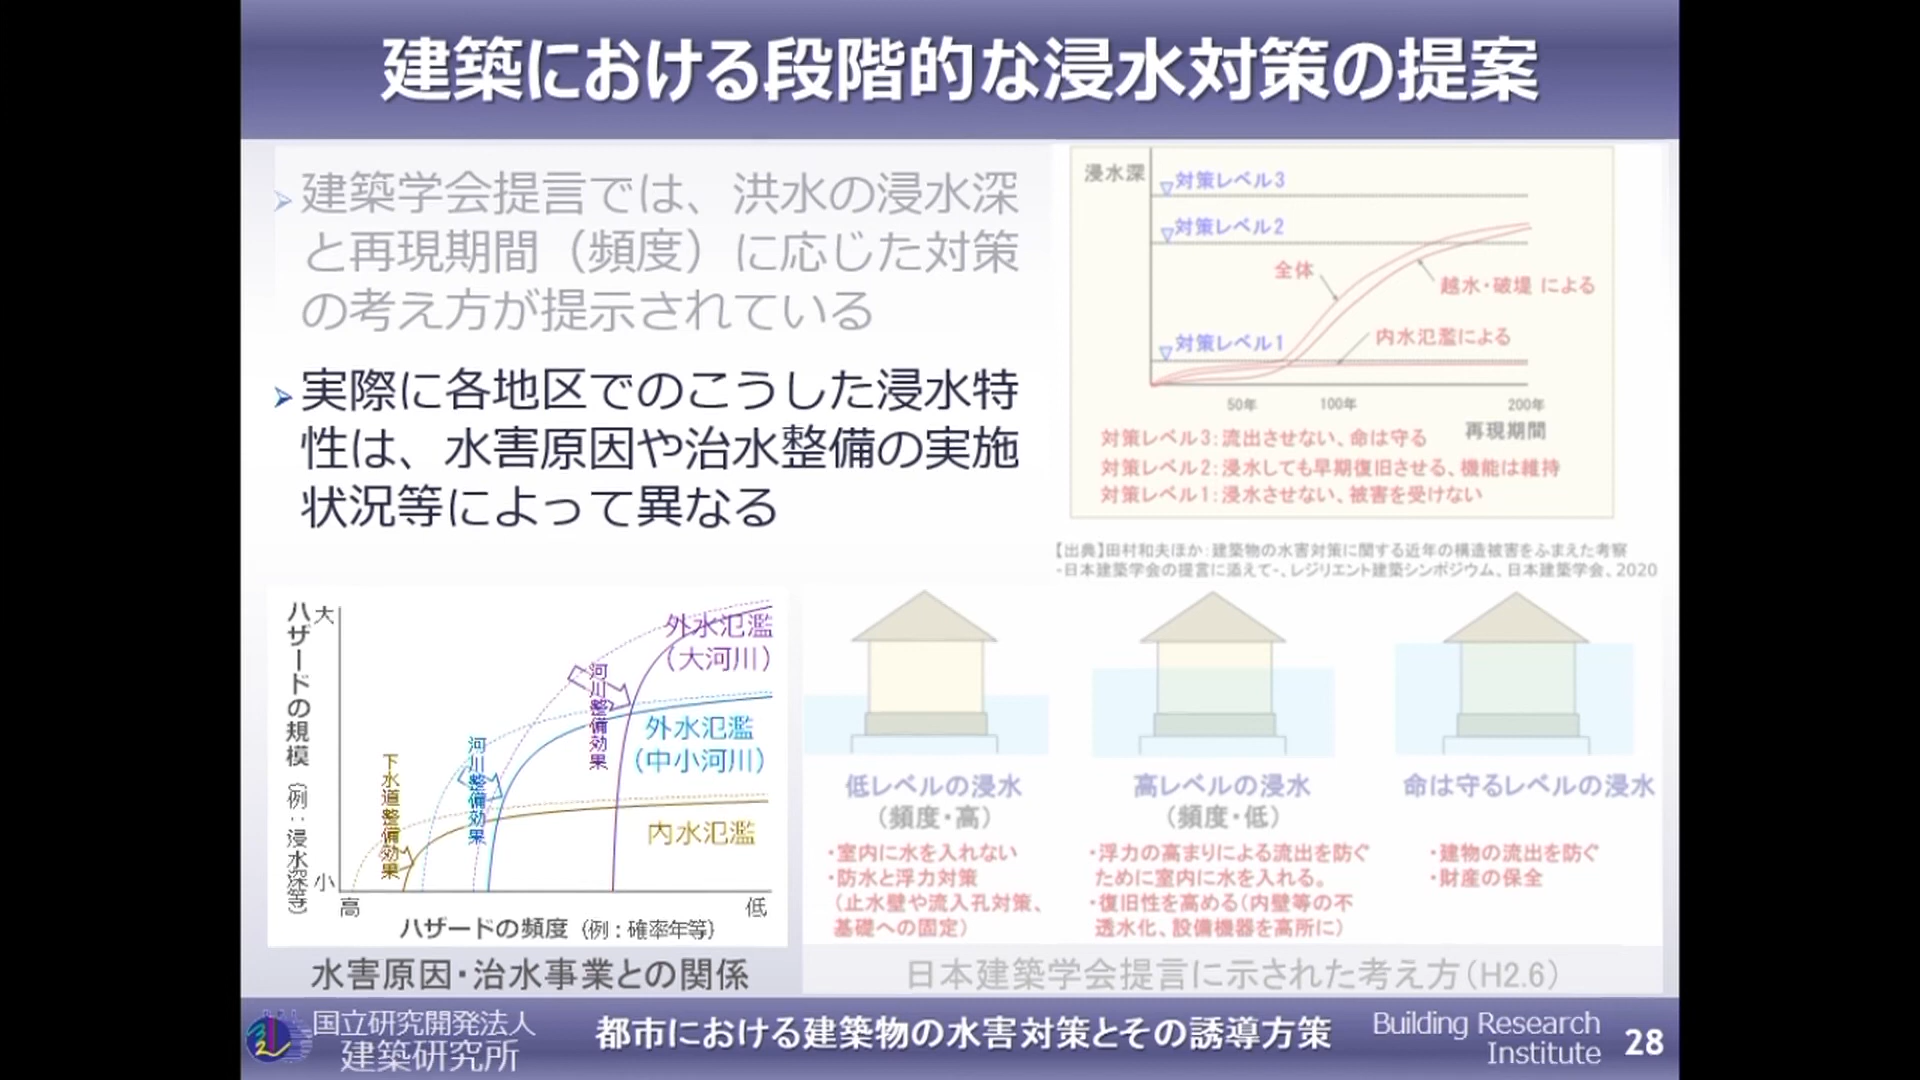 建築における段階的な浸水対策の提案
建築学会提言では、洪水の浸水深
と再現期間（頻度）に応じた対策
の考え方が提示されている
実際に各地区でのこうした浸水特
性は、水害原因や治水整備の実施
状況等によって異なる
浸水深
対策レベル3
対策レベル2
全体
越水・破堤 による
内水氾濫による
対策レベル1
50年
100年
200年
再現期間
対策レベル3：流出させない、命は守る
対策レベル2：浸水しても早期復旧させる、機能は維持
対策レベル1：浸水させない、被害を受けない
【出典】田村和夫ほか：建築物の水害対策に関する近年の構造被害をふまえた考察
-日本建築学会の提言に添えて-、レジリエント建築シンポジウム、日本建築学会、2020
ハザードの規模（例：浸水深等）
大
小
外水氾濫
（大河川）
河川整備効果
外水氾濫
（中小河川）
河川整備効果
下水道整備効果
内水氾濫
高
低
ハザードの頻度（例：確率年等）
水害原因・治水事業との関係
低レベルの浸水
（頻度・高）
・室内に水を入れない
・防水と浮力対策
（止水壁や流入孔対策、
基礎への固定）
高レベルの浸水
（頻度・低）
・浮力の高まりによる流出を防ぐ
ために室内に水を入れる。
・復旧性を高める（内壁等の不
透水化、設備機器を高所に）
命は守るレベルの浸水
・建物の流出を防ぐ
・財産の保全
日本建築学会提言に示された考え方（H2.6）
国立研究開発法人
建築研究所
都市における建築物の水害対策とその誘導方策
Building Research
Institute
28